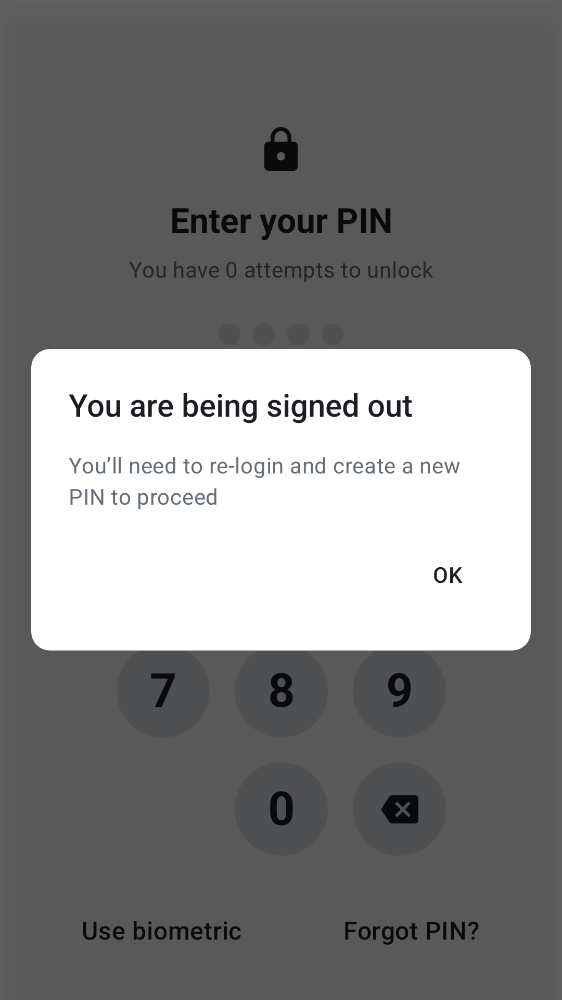 Enter your PIN
You have 0 attempts to unlock
You are being signed out
You’ll need to re-login and create a new
PIN to proceed
OK
7 8 9
0
Use biometric Forgot PIN?